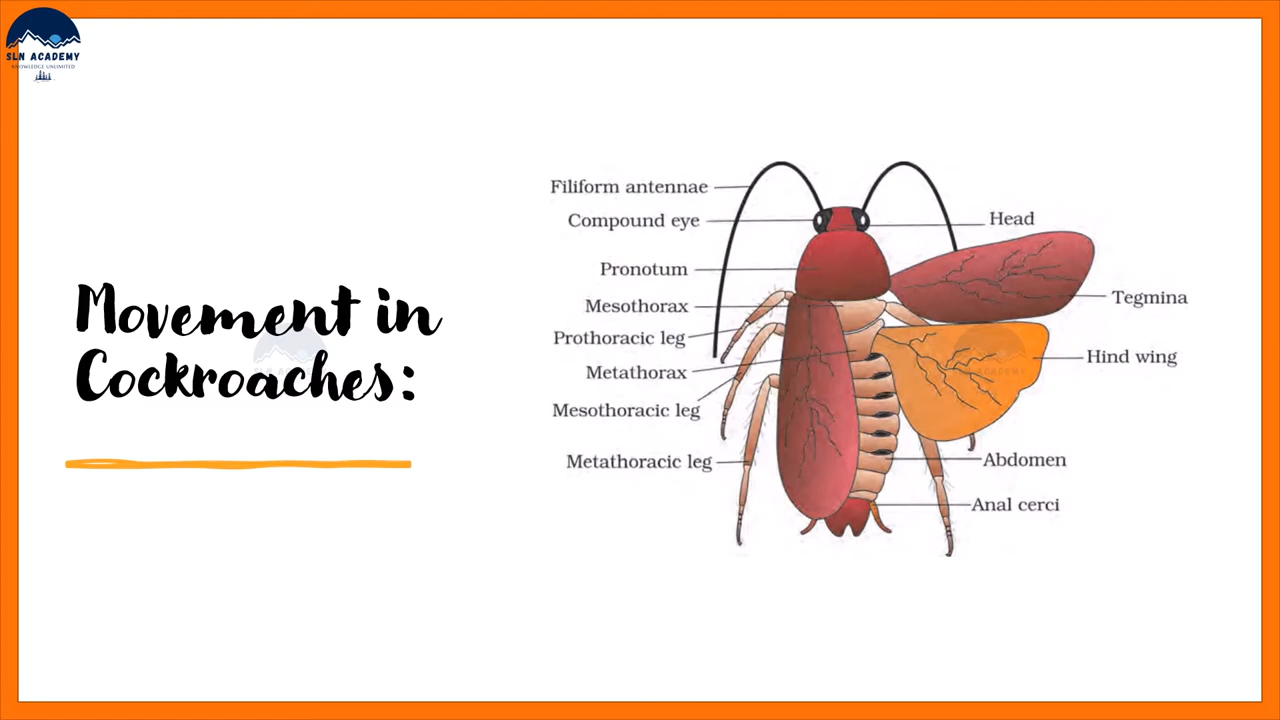 SLN ACADEMY
KNOWLEDGE UNLIMITED
Movement in
Cockroaches:
Filiform antennae
Compound eye
Pronotum
Mesothorax
Prothoracic leg
Metathorax
Mesothoracic leg
Metathoracic leg
Head
Tegmina
Hind wing
Abdomen
Anal cerci